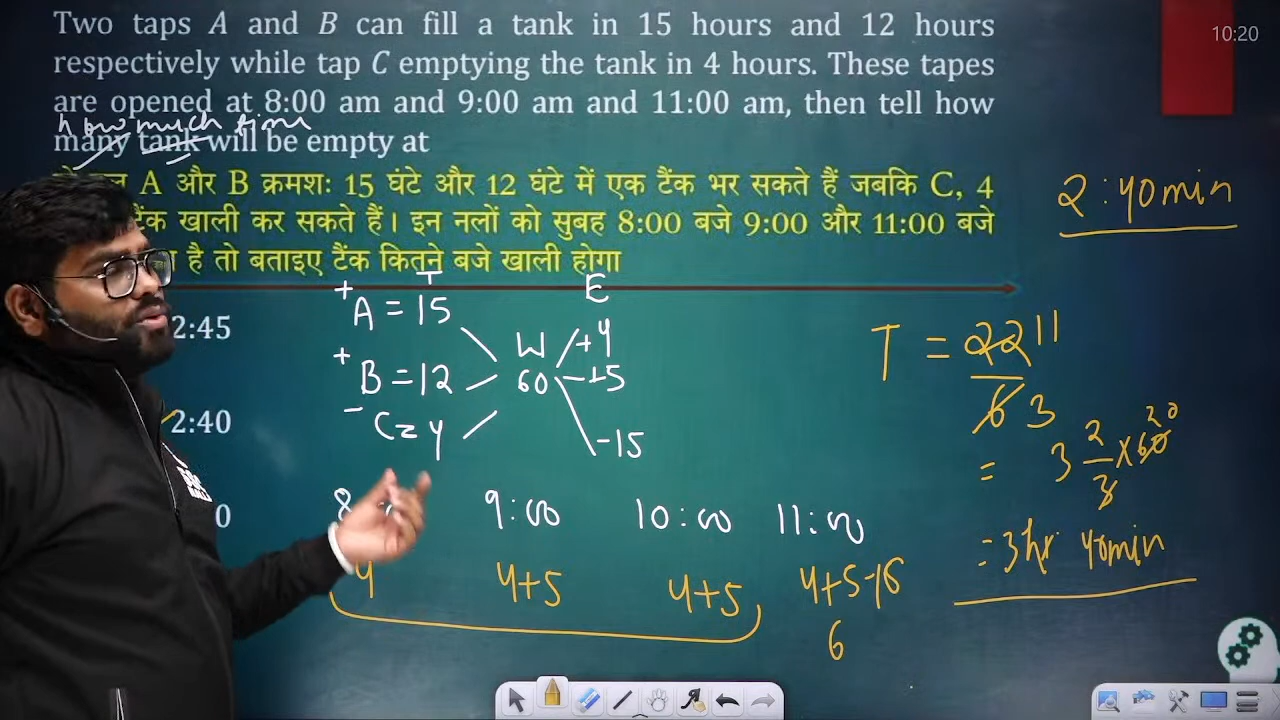 Two taps A and B can fill a tank in 15 hours and 12 hours
10:20
respectively while tap C emptying the tank in 4 hours. These tapes
are opened at 8:00 am and 9:00 am and 11:00 am, then tell how
how much time
many tank will be empty at
A और B क्रमशः 15 घंटे और 12 घंटे में एक टैंक भर सकते हैं जबकि C, 4
टैंक खाली कर सकते हैं। इन नलों को सुबह 8:00 बजे 9:00 और 11:00 बजे
है तो बताइए टैंक कितने बजे खाली होगा
2:40min
T E
+ A = 15
W +4
+ B = 12
60 +5
- C = 4
-15
2:45
2:40
0
T = 22 11
6 3
= 3 2/3 × 60 20
= 3hr 40min
8 9:00 10:00 11:00
4 4+5 4+5 4+5-15
6